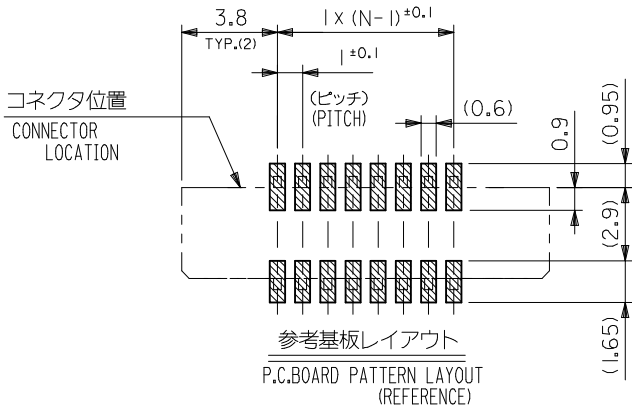 3.8
TYP.(2)
1×(N-1)±0.1
1±0.1
(ピッチ)
(PITCH)
(0.6)
0.9
(0.95)
コネクタ位置
CONNECTOR
LOCATION
(2.9)
(1.65)
参考基板レイアウト
P.C.BOARD PATTERN LAYOUT
(REFERENCE)